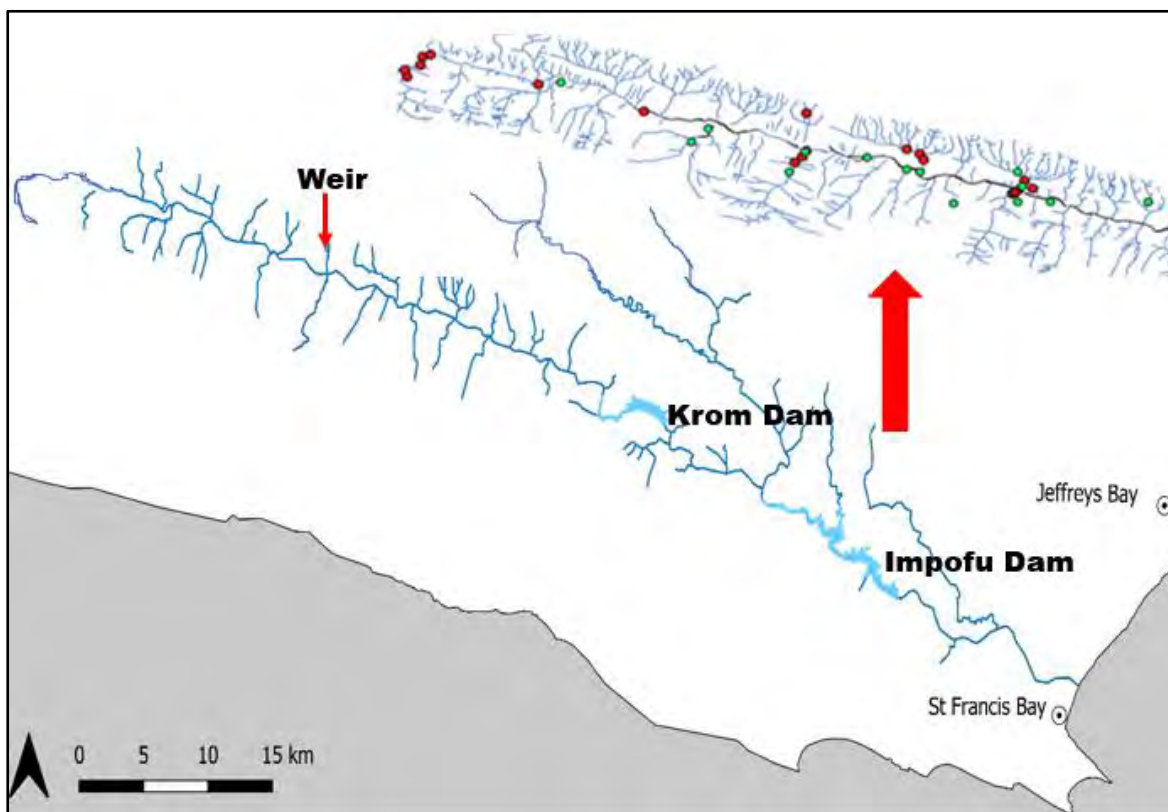 Weir
Krom Dam
Jeffreys Bay
Impofu Dam
St Francis Bay
0 5 10 15 km